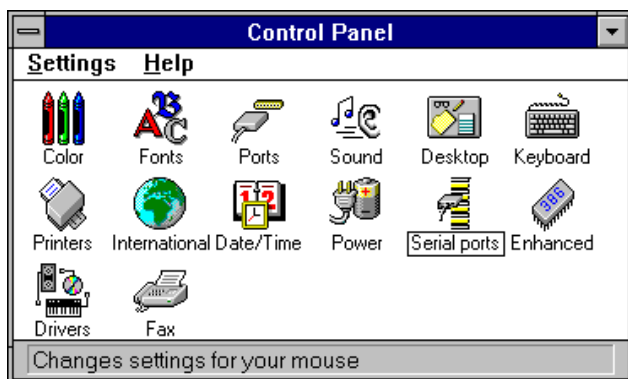 Control Panel
Settings Help
Color Fonts Ports Sound Desktop Keyboard
Printers International Date/Time Power Serial ports Enhanced
Drivers Fax
Changes settings for your mouse